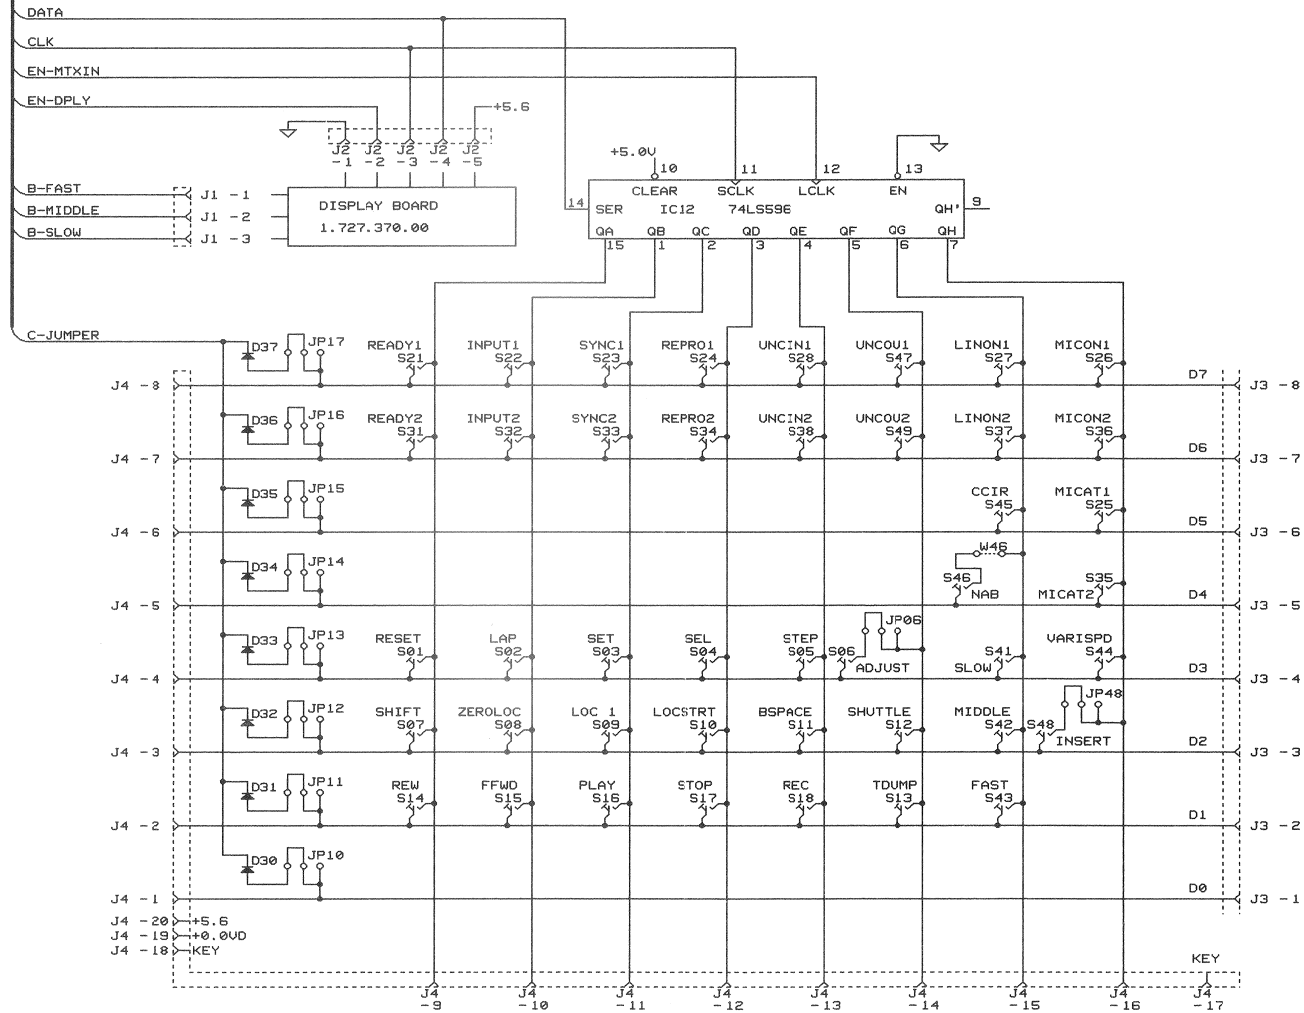 DATA
CLK
EN-MTXIN
EN-DPLY
+5.6
J2 J2 J2 J2 J2
-1 -2 -3 -4 -5
B-FAST
B-MIDDLE
B-SLOW
J1 -1
J1 -2
J1 -3
DISPLAY BOARD
1.727.370.00
+5.0V
10 11 12 13
CLEAR SCLK LCLK EN
14 SER IC12 74LS596 QH' 9
QA QB QC QD QE QF QG QH
15 1 2 3 4 5 6 7
C-JUMPER
D37 JP17
READY1 INPUT1 SYNC1 REPRO1 UNCIN1 UNCOU1 LINON1 MICON1
S21 S22 S23 S24 S28 S47 S27 S26
J4 -8 D7 J3 -8
D36 JP16
READY2 INPUT2 SYNC2 REPRO2 UNCIN2 UNCOU2 LINON2 MICON2
S31 S32 S33 S34 S38 S49 S37 S36
J4 -7 D6 J3 -7
D35 JP15
CCIR MICAT1
S45 S25
J4 -6 D5 J3 -6
W46
D34 JP14
S46 S35
NAB MICAT2
J4 -5 D4 J3 -5
JP06
D33 JP13
RESET LAP SET SEL STEP VARISPD
S01 S02 S03 S04 S05 S06 S41 S44
ADJUST SLOW
J4 -4 D3 J3 -4
JP48
D32 JP12
SHIFT ZEROLOC LOC 1 LOCSTRT BSPACE SHUTTLE MIDDLE
S07 S08 S09 S10 S11 S12 S42 S48
INSERT
J4 -3 D2 J3 -3
D31 JP11
REW FFWD PLAY STOP REC TDUMP FAST
S14 S15 S16 S17 S18 S13 S43
J4 -2 D1 J3 -2
D30 JP10
J4 -1 D0 J3 -1
J4 -20 +5.6
J4 -19 +0.0VD
J4 -18 KEY
KEY
J4 J4 J4 J4 J4 J4 J4 J4 J4
-9 -10 -11 -12 -13 -14 -15 -16 -17